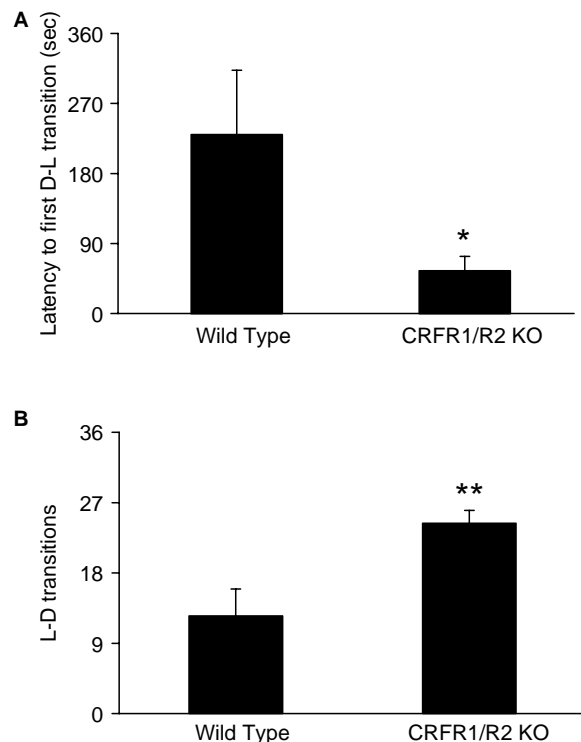 A
Latency to first D-L transition (sec)
360
270
180
90
0
*
Wild Type CRFR1/R2 KO
B
L-D transitions
36
27
18
9
0
**
Wild Type CRFR1/R2 KO